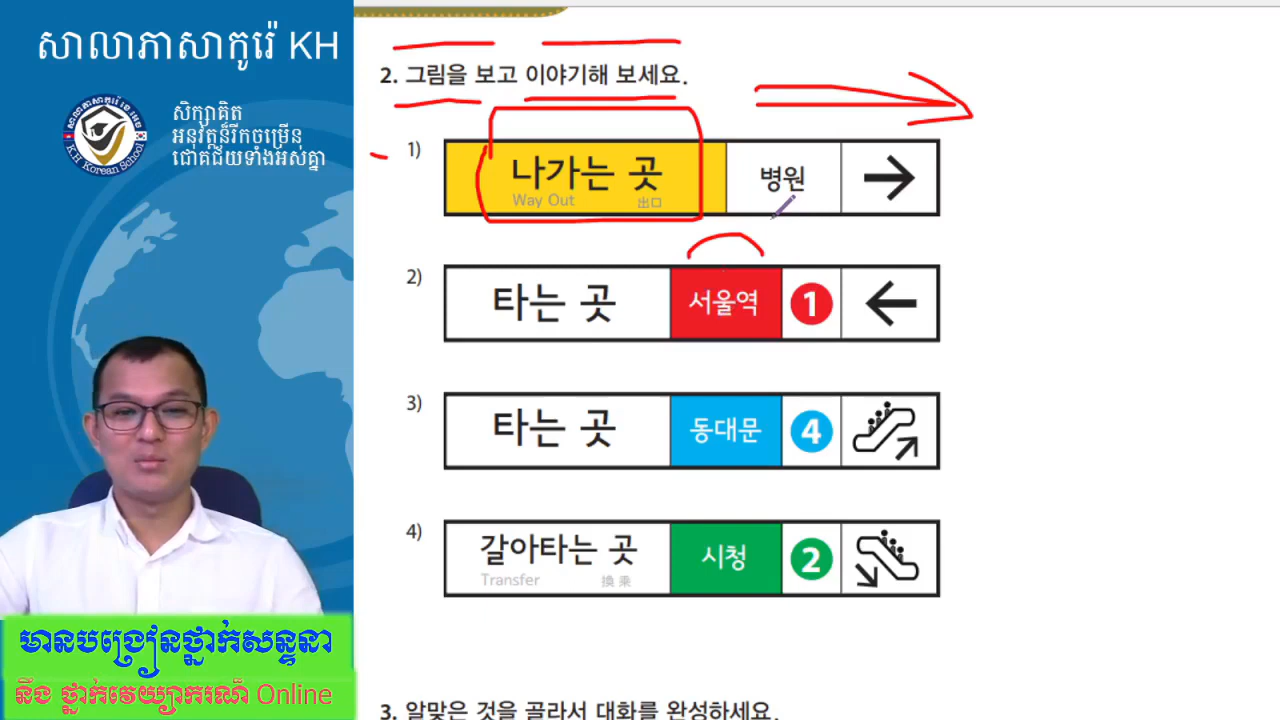 សាលាភាសាកូរ៉េ KH
សិក្សាគិត
អនុវត្តន៍រីកចម្រើន
ជោគជ័យទាំងអស់គ្នា
K.H Korean School
2. 그림을 보고 이야기해 보세요.
1)
나가는 곳
Way Out 出口
병원
2)
타는 곳
서울역
1
3)
타는 곳
동대문
4
4)
갈아타는 곳
Transfer 換乘
시청
2
3. 알맞은 것을 골라서 대화를 완성하세요.
មានបង្រៀនថ្នាក់សន្ទនា
និង ថ្នាក់វេយ្យាករណ៍ Online